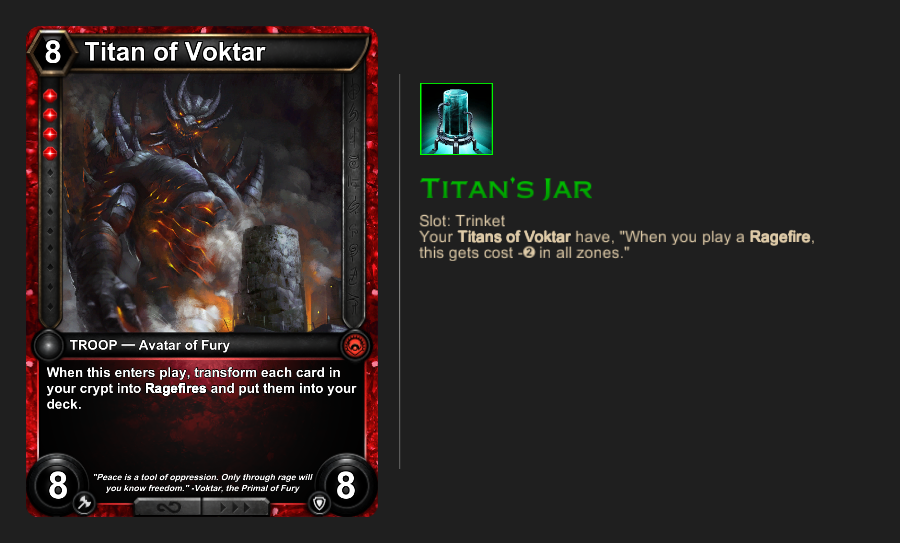 8 Titan of Voktar
TROOP — Avatar of Fury
When this enters play, transform each card in
your crypt into Ragefires and put them into your
deck.
"Peace is a tool of oppression. Only through rage will
you know freedom." -Voktar, the Primal of Fury
8 8
TITAN'S JAR
Slot: Trinket
Your Titans of Voktar have, "When you play a Ragefire,
this gets cost -❷ in all zones."